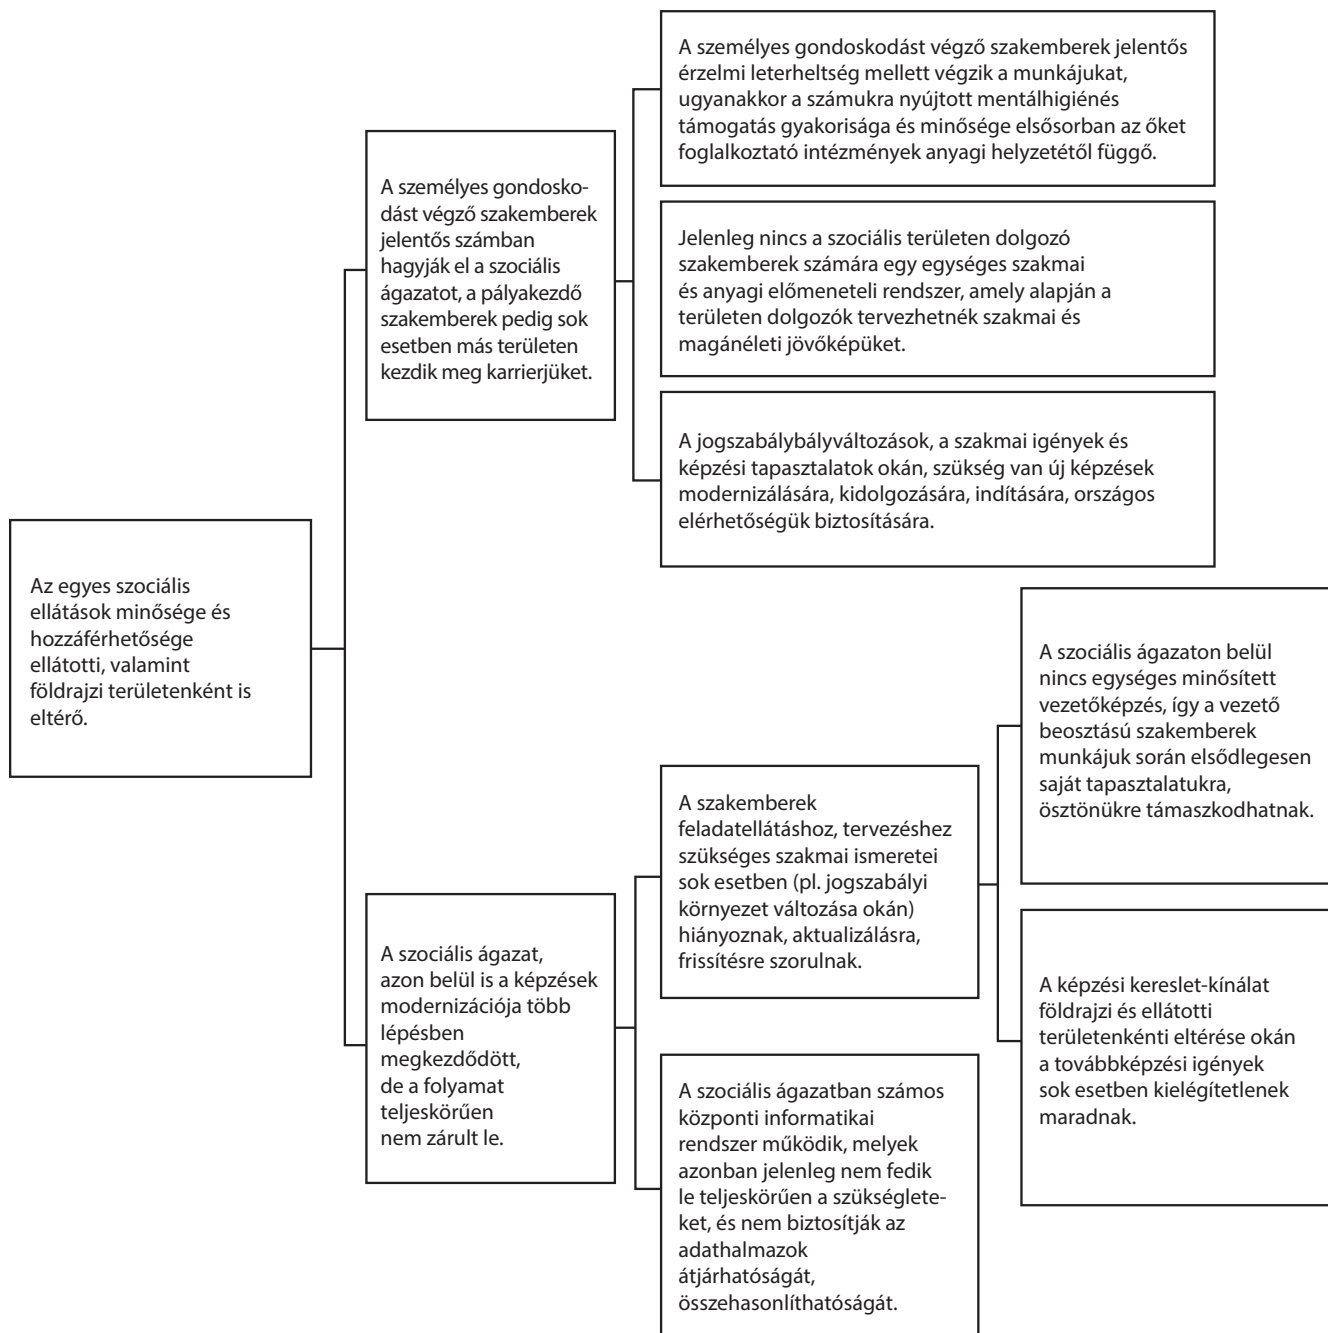 A személyes gondoskodást végző szakemberek jelentős
érzelmi leterheltség mellett végzik a munkájukat,
ugyanakkor a számukra nyújtott mentálhigiénés
támogatás gyakorisága és minősége elsősorban az őket
foglalkoztató intézmények anyagi helyzetétől függő.
A személyes gondosko-
dást végző szakemberek
jelentős számban
hagyják el a szociális
ágazatot, a pályakezdő
szakemberek pedig sok
esetben más területen
kezdik meg karrierjüket.
Jelenleg nincs a szociális területen dolgozó
szakemberek számára egy egységes szakmai
és anyagi előmeneteli rendszer, amely alapján a
területen dolgozók tervezhetnék szakmai és
magánéleti jövőképüket.
A jogszabálybályváltozások, a szakmai igények és
képzési tapasztalatok okán, szükség van új képzések
modernizálására, kidolgozására, indítására, országos
elérhetőségük biztosítására.
Az egyes szociális
ellátások minősége és
hozzáférhetősége
ellátotti, valamint
földrajzi területenként is
eltérő.
A szociális ágazaton belül
nincs egységes minősített
vezetőképzés, így a vezető
beosztású szakemberek
munkájuk során elsődlegesen
saját tapasztalatukra,
ösztönükre támaszkodhatnak.
A szakemberek
feladatellátáshoz, tervezéshez
szükséges szakmai ismeretei
sok esetben (pl. jogszabályi
környezet változása okán)
hiányoznak, aktualizálásra,
frissítésre szorulnak.
A szociális ágazat,
azon belül is a képzések
modernizációja több
lépésben
megkezdődött,
de a folyamat
teljeskörűen
nem zárult le.
A képzési kereslet-kínálat
földrajzi és ellátotti
területenkénti eltérése okán
a továbbképzési igények
sok esetben kielégítetlenek
maradnak.
A szociális ágazatban számos
központi informatikai
rendszer működik, melyek
azonban jelenleg nem fedik
le teljeskörűen a szükséglete-
ket, és nem biztosítják az
adathalmazok
átjárhatóságát,
összehasonlíthatóságát.